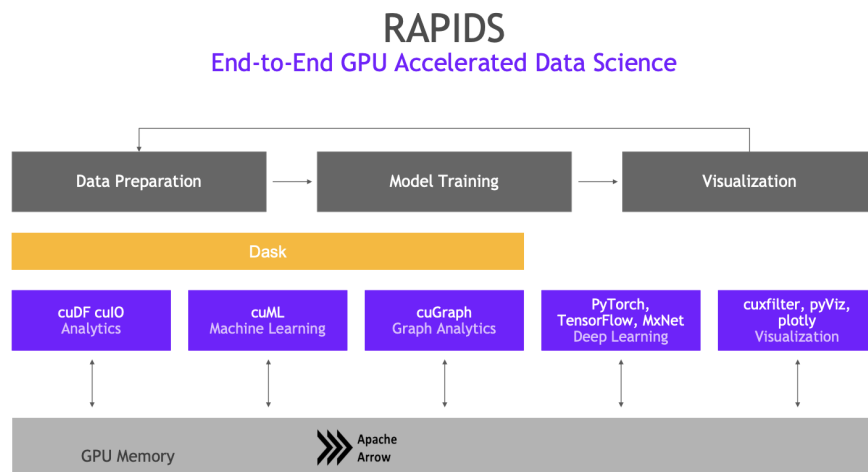 RAPIDS
End-to-End GPU Accelerated Data Science
Data Preparation
Model Training
Visualization
Dask
cuDF cuIO
Analytics
cuML
Machine Learning
cuGraph
Graph Analytics
PyTorch,
TensorFlow, MxNet
Deep Learning
cuxfilter, pyViz,
plotly
Visualization
GPU Memory
Apache
Arrow